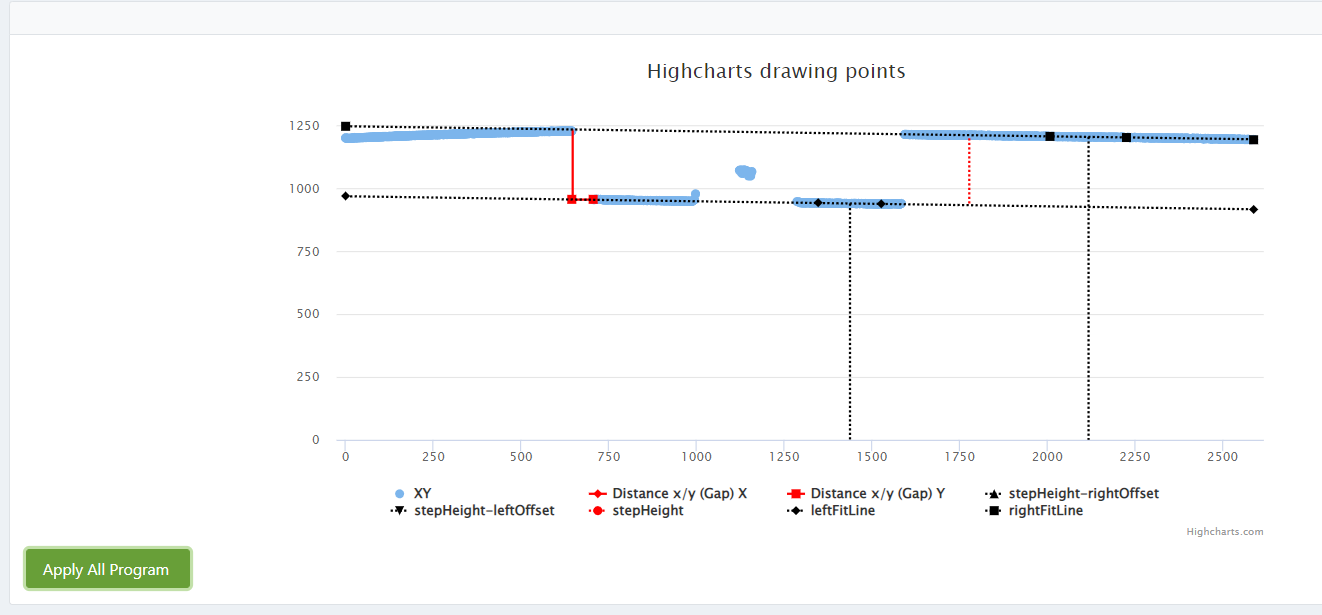 Highcharts drawing points
1250
1000
750
500
250
0
0 250 500 750 1000 1250 1500 1750 2000 2250 2500
XY Distance x/y (Gap) X Distance x/y (Gap) Y stepHeight-rightOffset
stepHeight-leftOffset stepHeight leftFitLine rightFitLine
Highcharts.com
Apply All Program